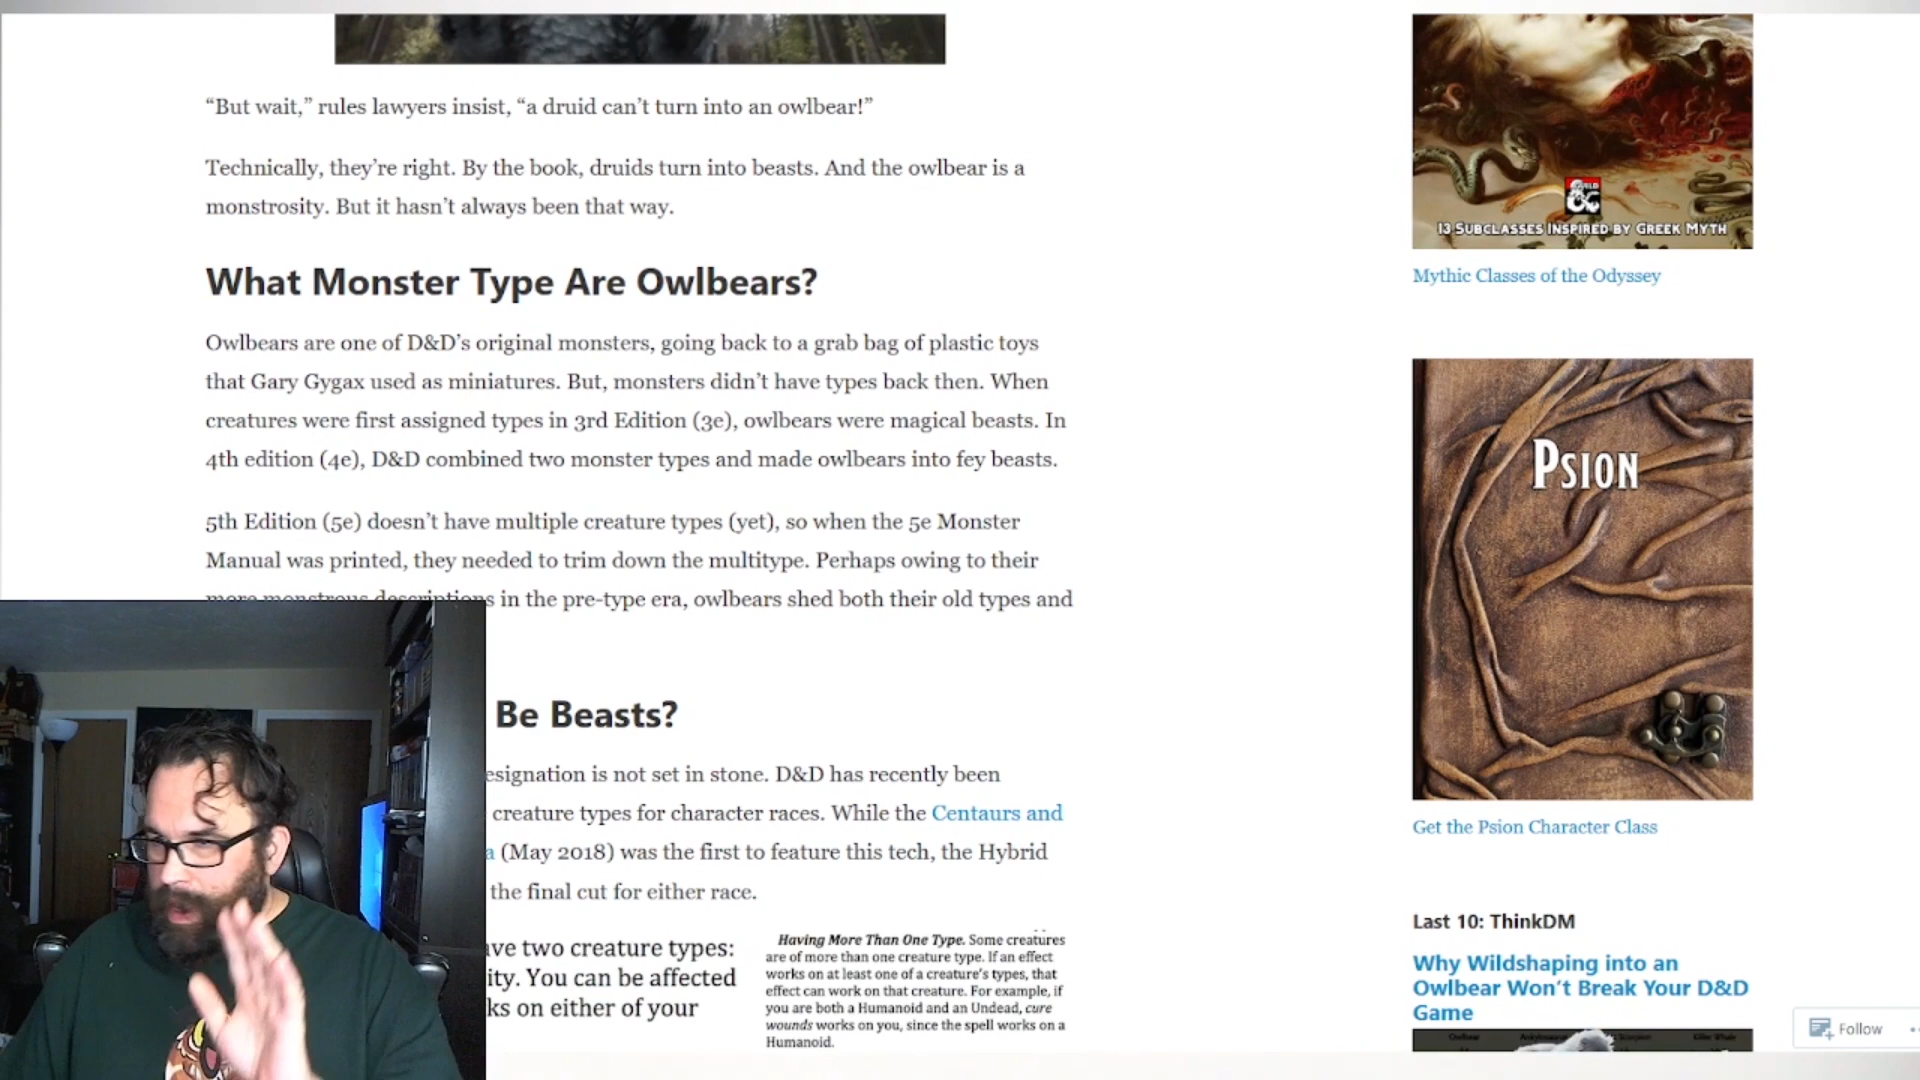 “But wait,” rules lawyers insist, “a druid can’t turn into an owlbear!”
Technically, they’re right. By the book, druids turn into beasts. And the owlbear is a
monstrosity. But it hasn’t always been that way.
What Monster Type Are Owlbears?
Owlbears are one of D&D’s original monsters, going back to a grab bag of plastic toys
that Gary Gygax used as miniatures. But, monsters didn’t have types back then. When
creatures were first assigned types in 3rd Edition (3e), owlbears were magical beasts. In
4th edition (4e), D&D combined two monster types and made owlbears into fey beasts.
5th Edition (5e) doesn’t have multiple creature types (yet), so when the 5e Monster
Manual was printed, they needed to trim down the multitype. Perhaps owing to their
more monstrous descriptions in the pre-type era, owlbears shed both their old types and
Be Beasts?
esignation is not set in stone. D&D has recently been
creature types for character races. While the Centaurs and
a (May 2018) was the first to feature this tech, the Hybrid
the final cut for either race.
ve two creature types:
ity. You can be affected
ks on either of your
Having More Than One Type. Some creatures
are of more than one creature type. If an effect
works on at least one of a creature’s types, that
effect can work on that creature. For example, if
you are both a Humanoid and an Undead, cure
wounds works on you, since the spell works on a
Humanoid.
13 Subclasses Inspired by Greek Myth
Mythic Classes of the Odyssey
Psion
Get the Psion Character Class
Last 10: ThinkDM
Why Wildshaping into an
Owlbear Won’t Break Your D&D
Game
Follow